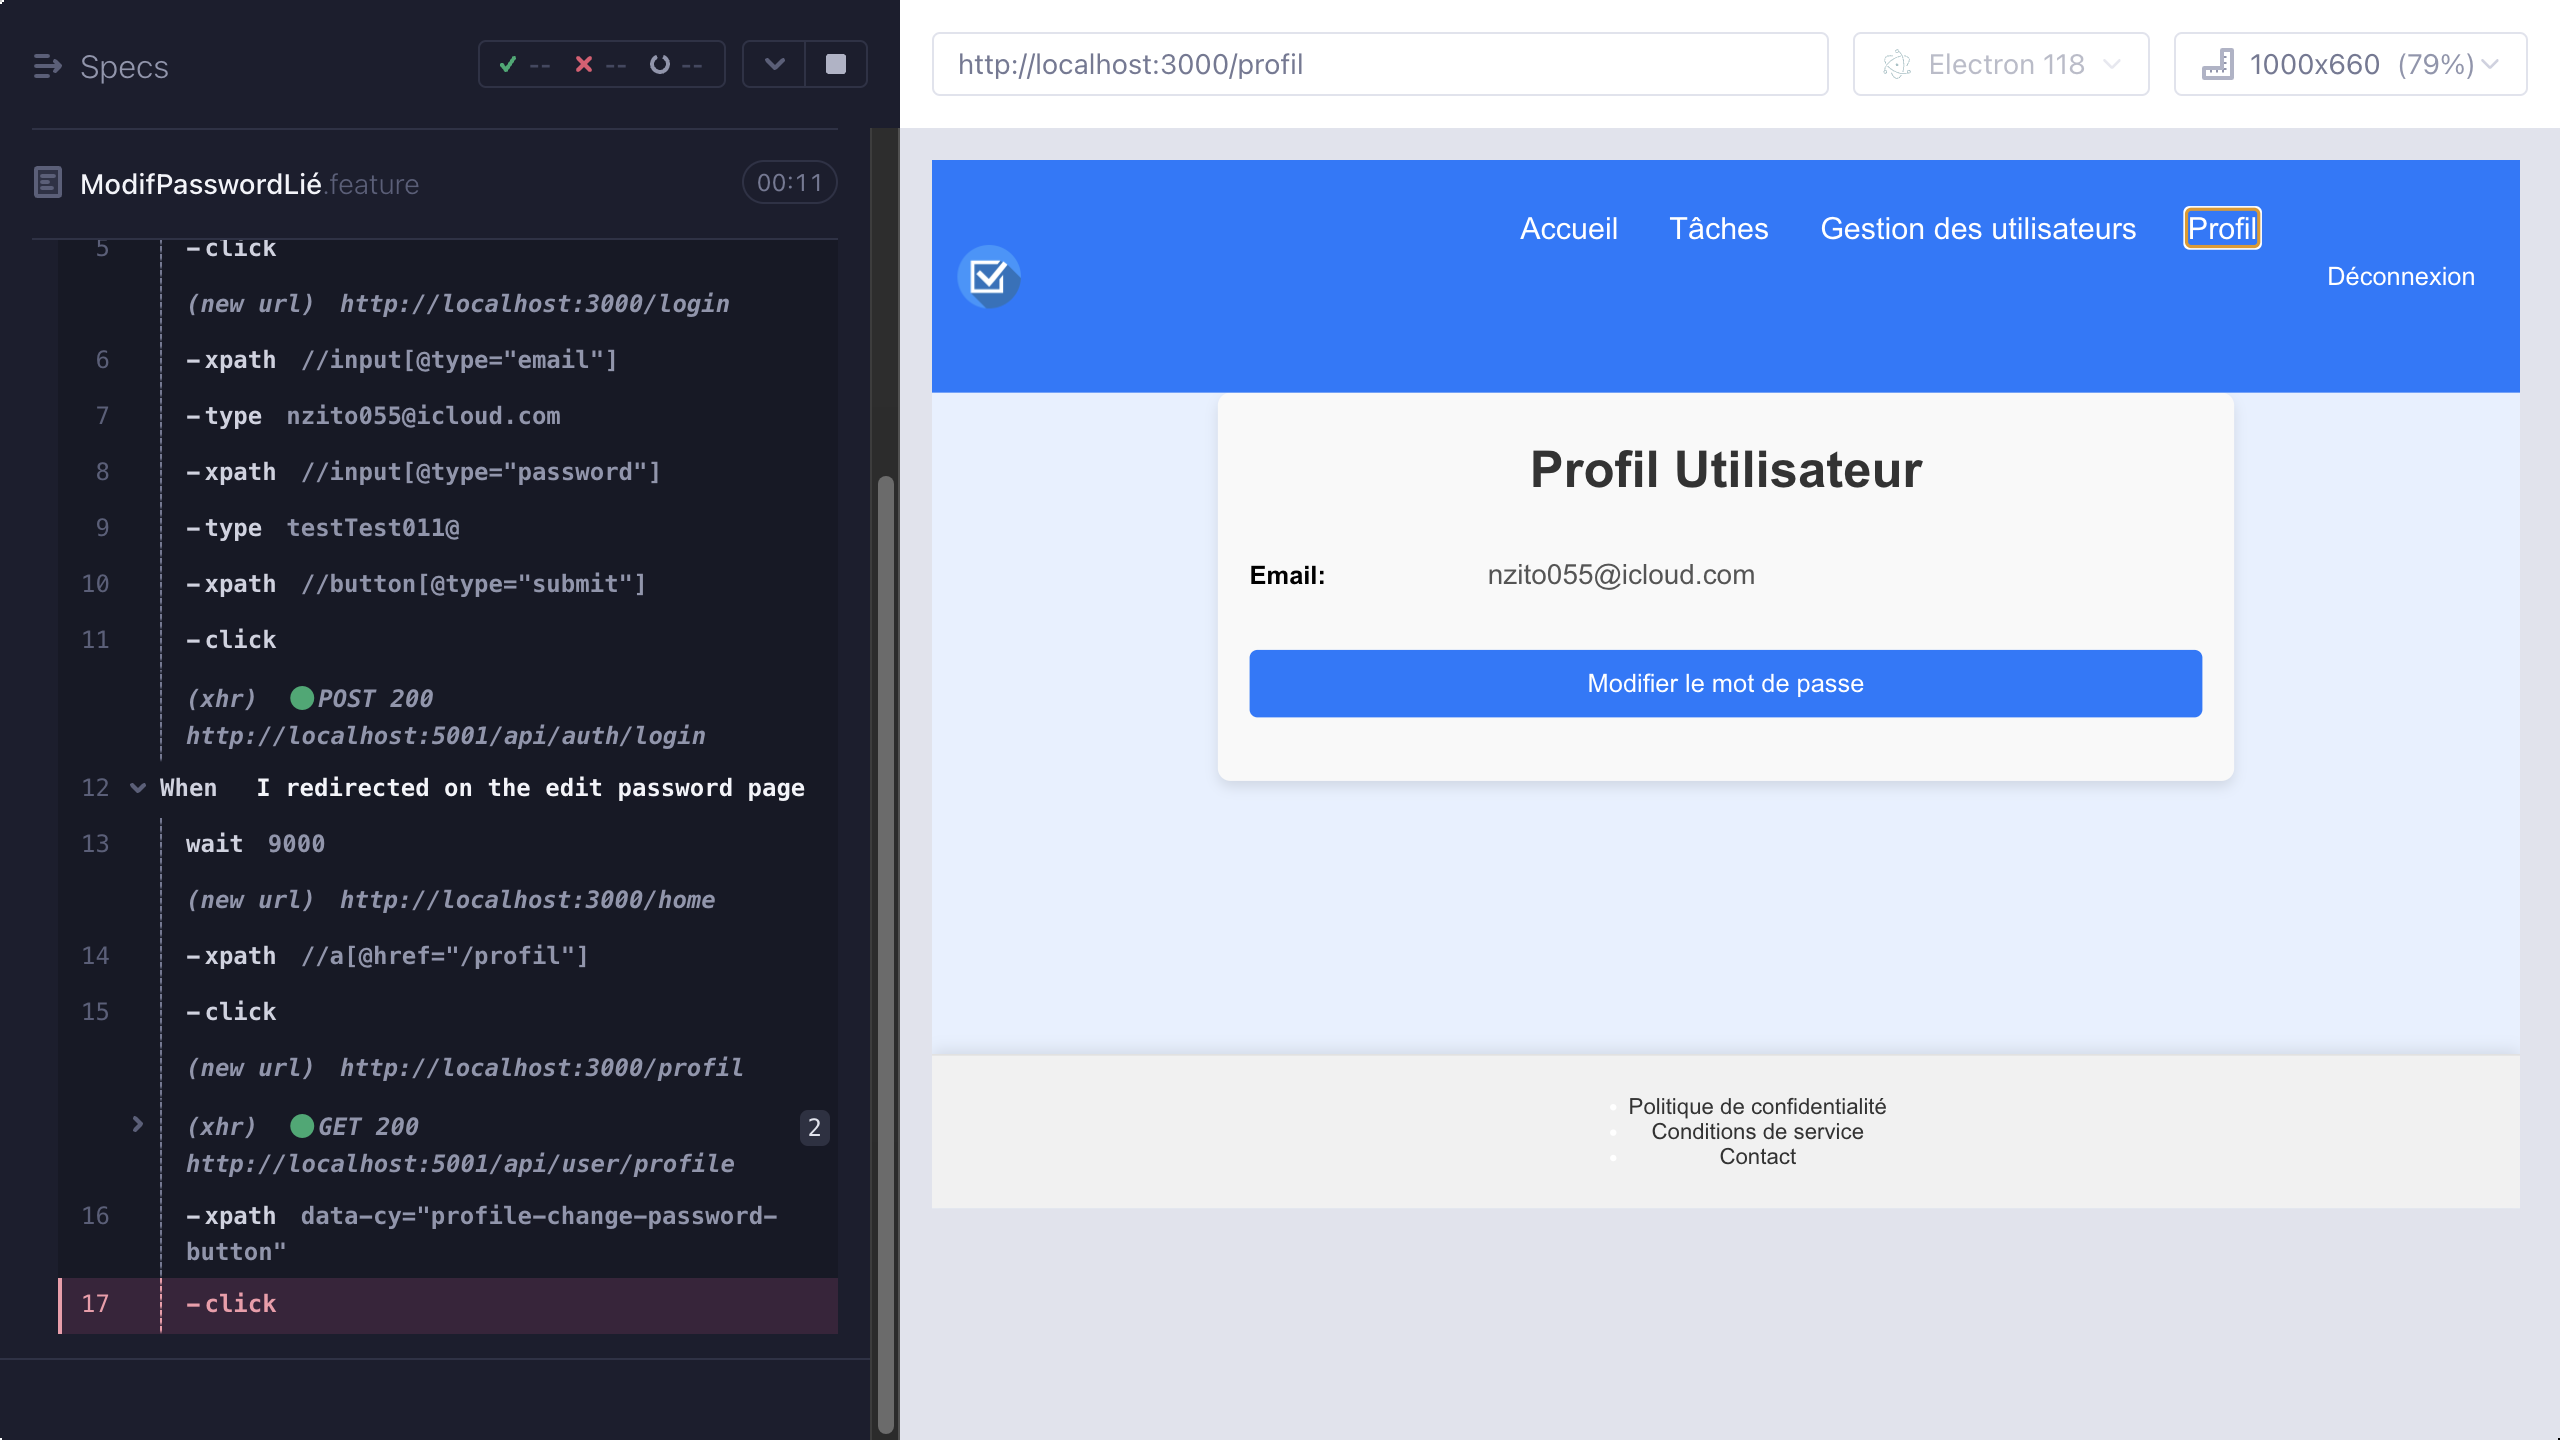 Specs
-- -- --
ModifPasswordLié.feature 00:11
5 -click
(new url) http://localhost:3000/login
6 -xpath //input[@type="email"]
7 -type nzito055@icloud.com
8 -xpath //input[@type="password"]
9 -type testTest011@
10 -xpath //button[@type="submit"]
11 -click
(xhr) POST 200
http://localhost:5001/api/auth/login
12 When I redirected on the edit password page
13 wait 9000
(new url) http://localhost:3000/home
14 -xpath //a[@href="/profil"]
15 -click
(new url) http://localhost:3000/profil
(xhr) GET 200 2
http://localhost:5001/api/user/profile
16 -xpath data-cy="profile-change-password-
button"
17 -click
http://localhost:3000/profil
Electron 118
1000x660 (79%)
Accueil Tâches Gestion des utilisateurs Profil
Déconnexion
Profil Utilisateur
Email: nzito055@icloud.com
Modifier le mot de passe
Politique de confidentialité
Conditions de service
Contact